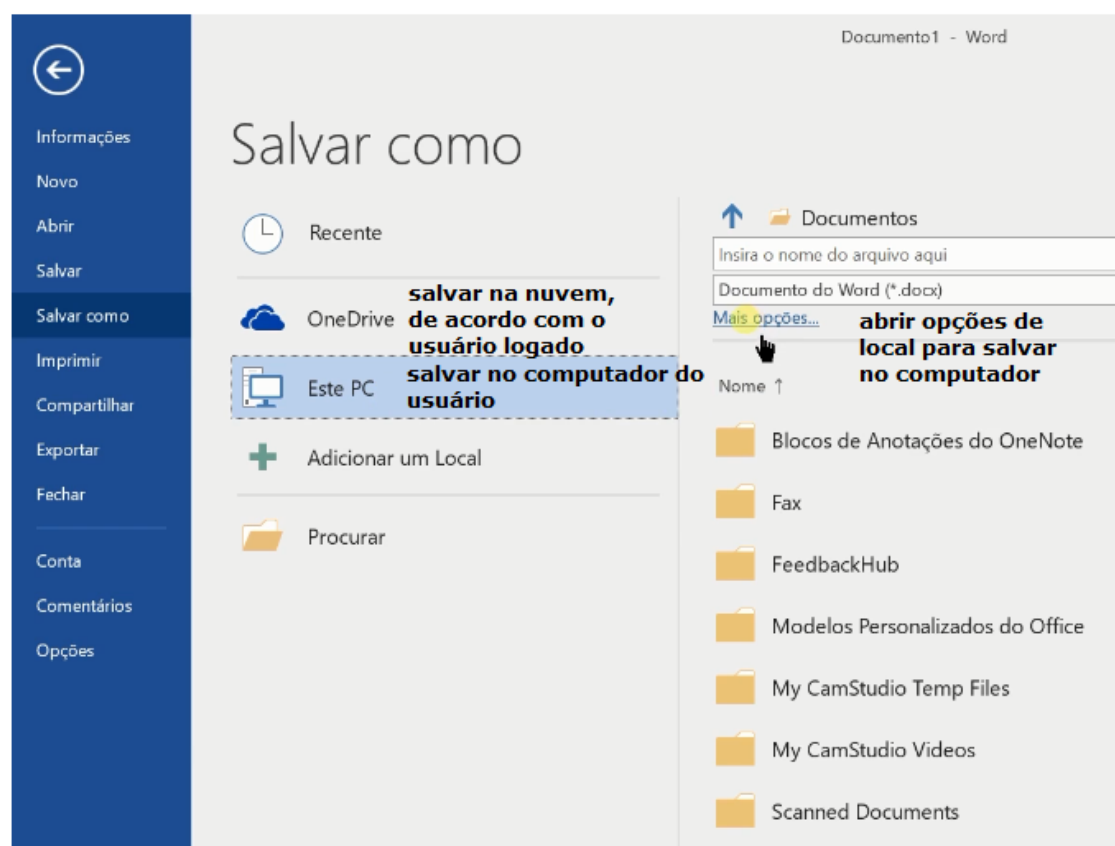 Documento1 - Word
Informações
Novo
Abrir
Salvar
Salvar como
Imprimir
Compartilhar
Exportar
Fechar
Conta
Comentários
Opções
Salvar como
Recente
OneDrive
salvar na nuvem,
de acordo com o
usuário logado
Este PC
salvar no computador do
usuário
Adicionar um Local
Procurar
Documentos
Insira o nome do arquivo aqui
Documento do Word (*.docx)
Mais opções...
abrir opções de
local para salvar
no computador
Nome ↑
Blocos de Anotações do OneNote
Fax
FeedbackHub
Modelos Personalizados do Office
My CamStudio Temp Files
My CamStudio Videos
Scanned Documents